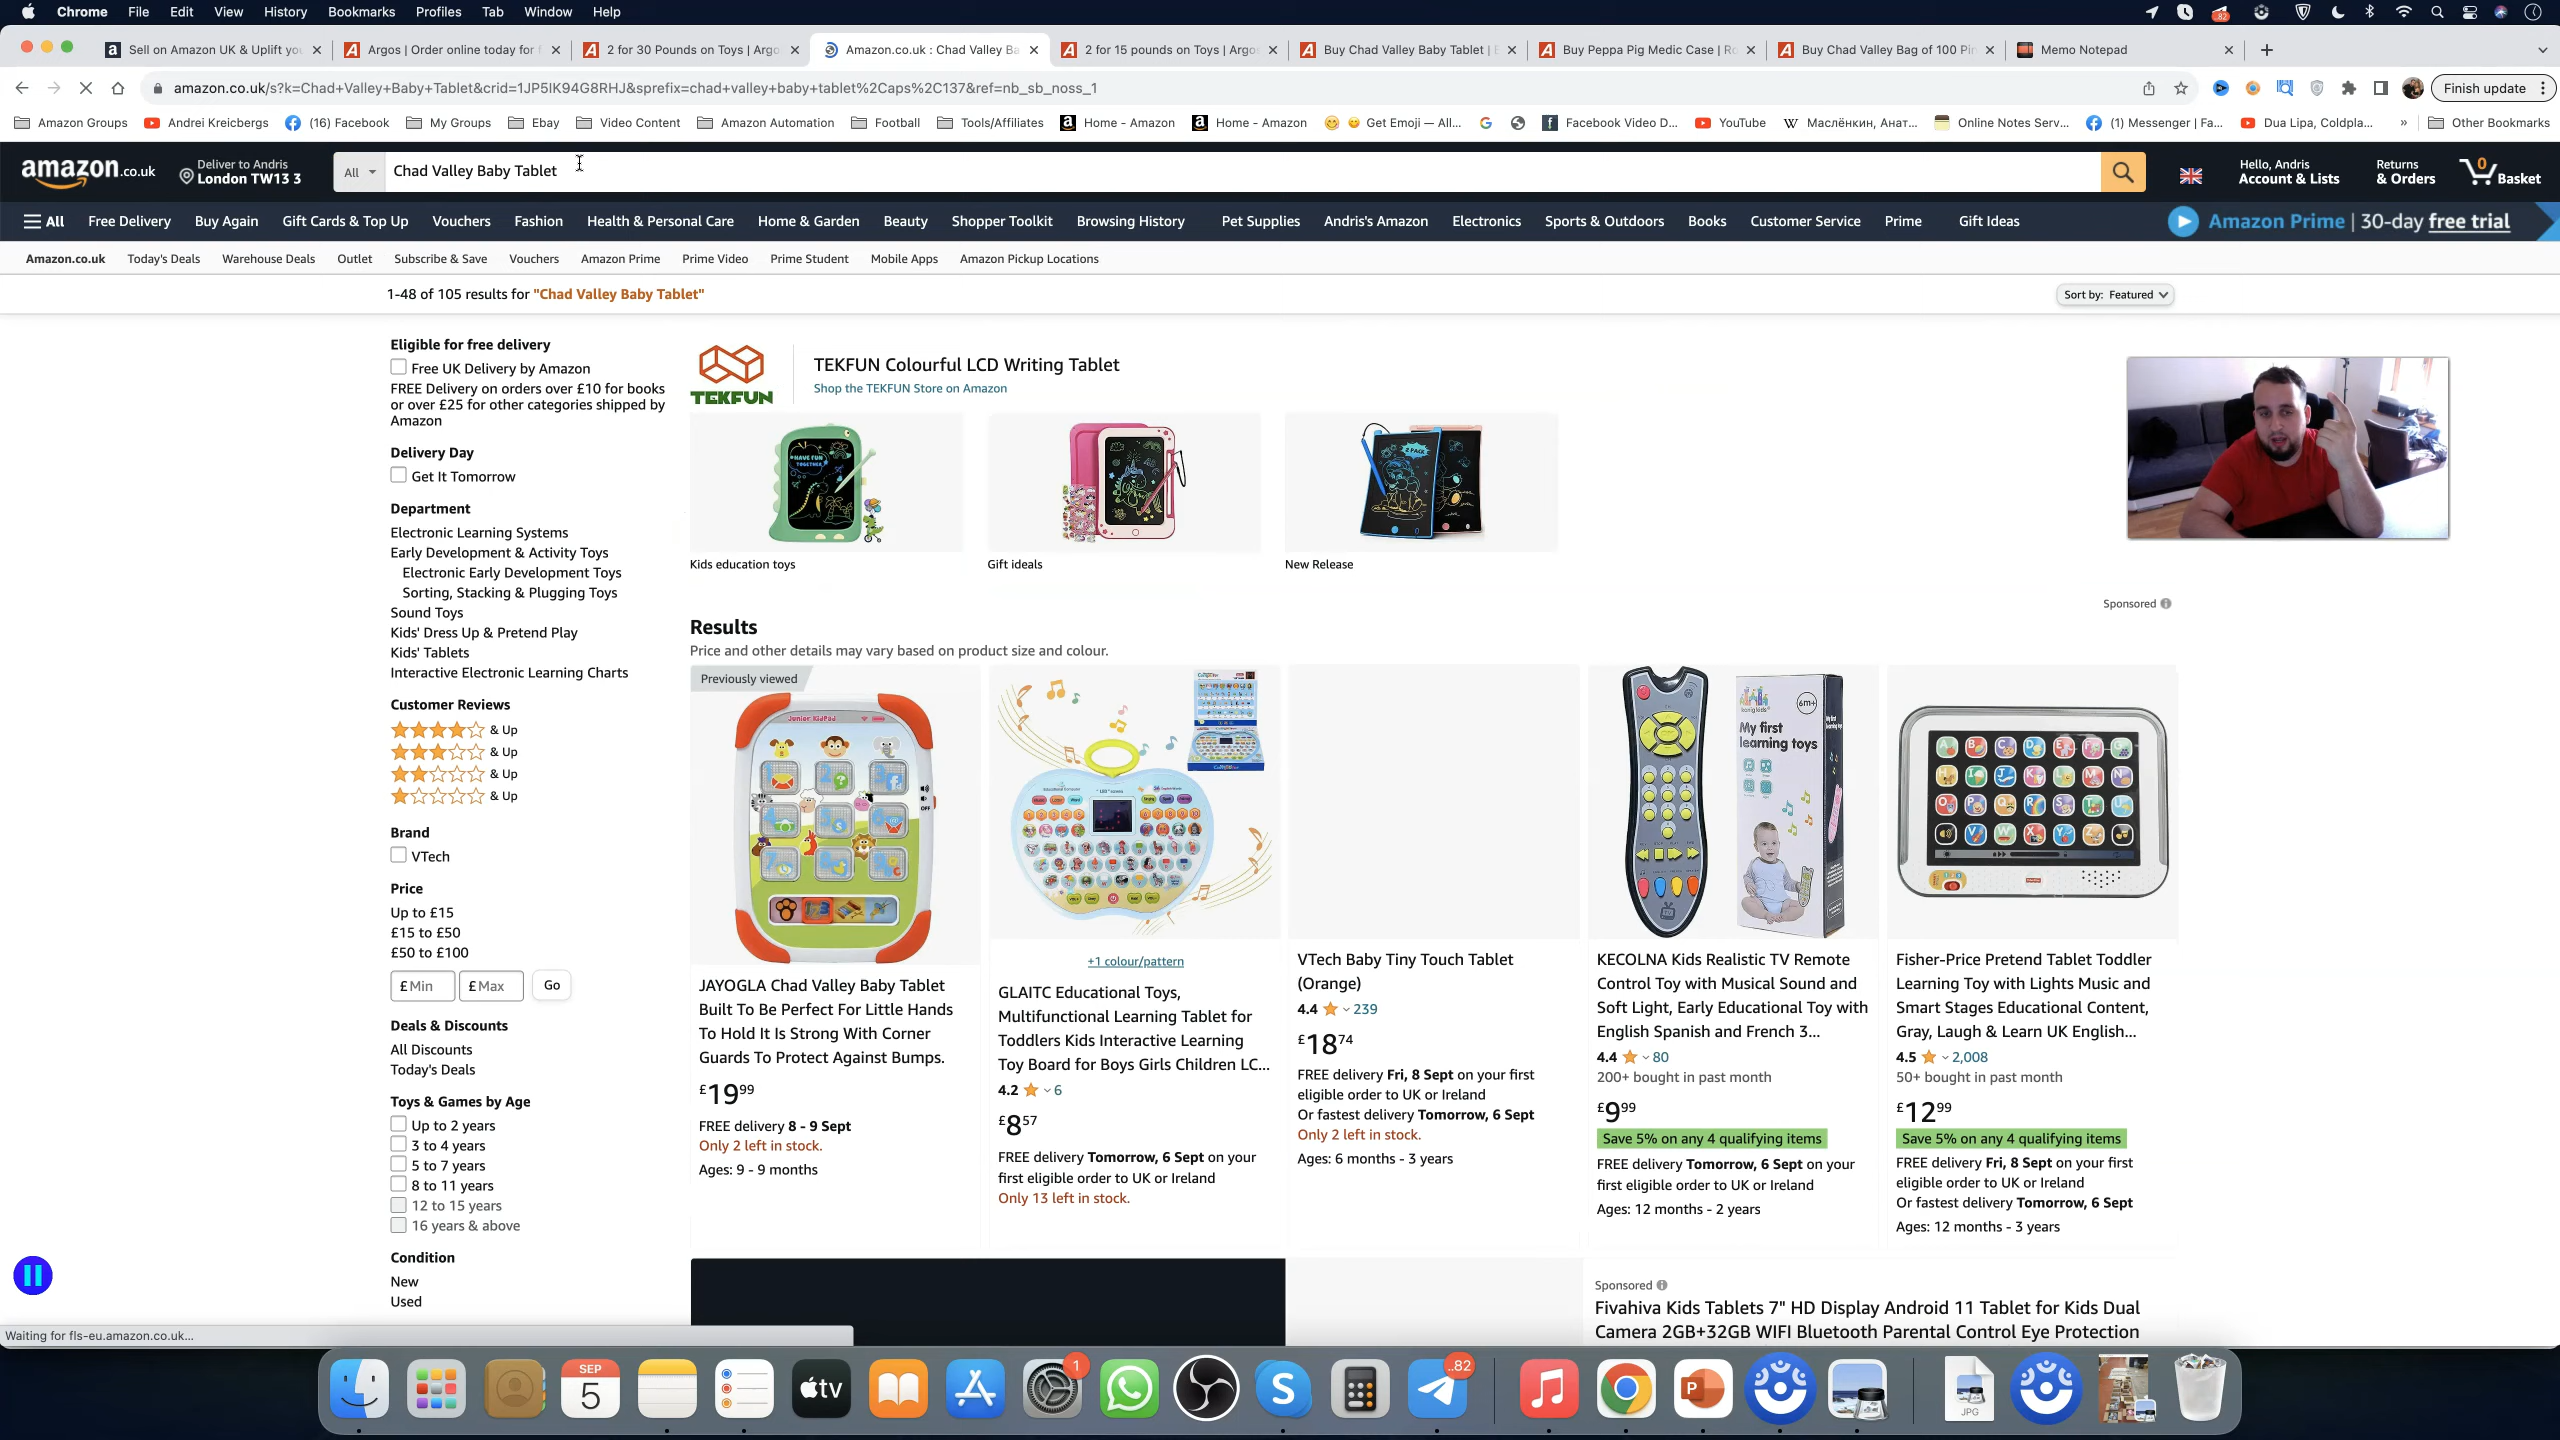 Chrome File Edit View History Bookmarks Profiles Tab Window Help
Sell on Amazon UK & Uplift yo
Argos | Order online today for f
2 for 30 Pounds on Toys | Argo
Amazon.co.uk : Chad Valley Ba
2 for 15 pounds on Toys | Argo
Buy Chad Valley Baby Tablet | E
Buy Peppa Pig Medic Case | Ro
Buy Chad Valley Bag of 100 Pin
Memo Notepad
amazon.co.uk/s?k=Chad+Valley+Baby+Tablet&crid=1JP5IK94G8RHJ&sprefix=chad+valley+baby+tablet%2Caps%2C137&ref=nb_sb_noss_1
Finish update
Amazon Groups
Andrei Kreicbergs
(16) Facebook
My Groups
Ebay
Video Content
Amazon Automation
Football
Tools/Affiliates
Home - Amazon
Home - Amazon
Get Emoji — All...
Facebook Video D...
YouTube
Маслёнкин, Анат...
Online Notes Serv...
(1) Messenger | Fa...
Dua Lipa, Coldpla...
»
Other Bookmarks
amazon.co.uk
Deliver to Andris
London TW13 3
All
Chad Valley Baby Tablet
Hello, Andris
Account & Lists
Returns
& Orders
0
Basket
All
Free Delivery
Buy Again
Gift Cards & Top Up
Vouchers
Fashion
Health & Personal Care
Home & Garden
Beauty
Shopper Toolkit
Browsing History
Pet Supplies
Andris's Amazon
Electronics
Sports & Outdoors
Books
Customer Service
Prime
Gift Ideas
Amazon Prime | 30-day free trial
Amazon.co.uk
Today's Deals
Warehouse Deals
Outlet
Subscribe & Save
Vouchers
Amazon Prime
Prime Video
Prime Student
Mobile Apps
Amazon Pickup Locations
1-48 of 105 results for "Chad Valley Baby Tablet"
Sort by: Featured
Eligible for free delivery
Free UK Delivery by Amazon
FREE Delivery on orders over £10 for books
or over £25 for other categories shipped by
Amazon
Delivery Day
Get It Tomorrow
Department
Electronic Learning Systems
Early Development & Activity Toys
Electronic Early Development Toys
Sorting, Stacking & Plugging Toys
Sound Toys
Kids' Dress Up & Pretend Play
Kids' Tablets
Interactive Electronic Learning Charts
Customer Reviews
& Up
& Up
& Up
& Up
Brand
VTech
Price
Up to £15
£15 to £50
£50 to £100
£ Min
£ Max
Go
Deals & Discounts
All Discounts
Today's Deals
Toys & Games by Age
Up to 2 years
3 to 4 years
5 to 7 years
8 to 11 years
12 to 15 years
16 years & above
Condition
New
Used
TEKFUN
TEKFUN Colourful LCD Writing Tablet
Shop the TEKFUN Store on Amazon
HAVE FUN
TOGETHER
2 PACK
Kids education toys
Gift ideals
New Release
Sponsored
Results
Price and other details may vary based on product size and colour.
Previously viewed
Junior KidPad
JAYOGLA Chad Valley Baby Tablet
Built To Be Perfect For Little Hands
To Hold It Is Strong With Corner
Guards To Protect Against Bumps.
£19 99
FREE delivery 8 - 9 Sept
Only 2 left in stock.
Ages: 9 - 9 months
+1 colour/pattern
GLAITC Educational Toys,
Multifunctional Learning Tablet for
Toddlers Kids Interactive Learning
Toy Board for Boys Girls Children LC...
4.2 6
£8 57
FREE delivery Tomorrow, 6 Sept on your
first eligible order to UK or Ireland
Only 13 left in stock.
VTech Baby Tiny Touch Tablet
(Orange)
4.4 239
£18 74
FREE delivery Fri, 8 Sept on your first
eligible order to UK or Ireland
Or fastest delivery Tomorrow, 6 Sept
Only 2 left in stock.
Ages: 6 months - 3 years
6m+
My first
learning toys
KECOLNA Kids Realistic TV Remote
Control Toy with Musical Sound and
Soft Light, Early Educational Toy with
English Spanish and French 3...
4.4 80
200+ bought in past month
£9 99
Save 5% on any 4 qualifying items
FREE delivery Tomorrow, 6 Sept on your
first eligible order to UK or Ireland
Ages: 12 months - 2 years
Fisher-Price Pretend Tablet Toddler
Learning Toy with Lights Music and
Smart Stages Educational Content,
Gray, Laugh & Learn UK English...
4.5 2,008
50+ bought in past month
£12 99
Save 5% on any 4 qualifying items
FREE delivery Fri, 8 Sept on your first
eligible order to UK or Ireland
Or fastest delivery Tomorrow, 6 Sept
Ages: 12 months - 3 years
Sponsored
Fivahiva Kids Tablets 7" HD Display Android 11 Tablet for Kids Dual
Camera 2GB+32GB WIFI Bluetooth Parental Control Eye Protection
Waiting for fls-eu.amazon.co.uk...
SEP
5
tv
1
..82
JPG